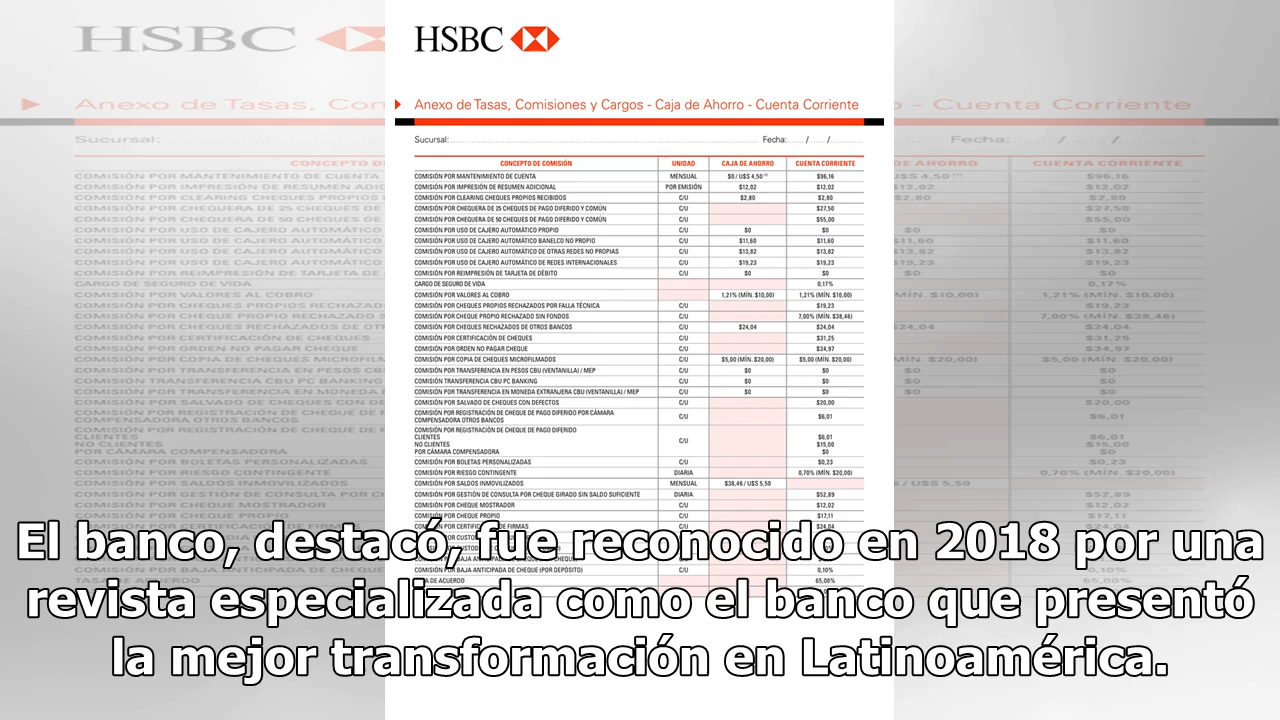 HSBC
Anexo de Tasas, Comisiones y Cargos - Caja de Ahorro - Cuenta Corriente
Sucursal: Fecha: / /
CONCEPTO DE COMISIÓN UNIDAD CAJA DE AHORRO CUENTA CORRIENTE
COMISIÓN POR MANTENIMIENTO DE CUENTA MENSUAL $0 / U$S 4,50 $96,16
COMISIÓN POR IMPRESIÓN DE RESUMEN ADICIONAL POR EMISIÓN $12,02 $12,02
COMISIÓN POR CLEARING CHEQUES PROPIOS RECIBIDOS C/U $2,80 $2,80
COMISIÓN POR CHEQUERA DE 25 CHEQUES DE PAGO DIFERIDO Y COMÚN C/U $27,50
COMISIÓN POR CHEQUERA DE 50 CHEQUES DE PAGO DIFERIDO Y COMÚN C/U $55,00
COMISIÓN POR USO DE CAJERO AUTOMÁTICO PROPIO C/U $0 $0
COMISIÓN POR USO DE CAJERO AUTOMÁTICO BANELCO NO PROPIO C/U $11,60 $11,60
COMISIÓN POR USO DE CAJERO AUTOMÁTICO DE OTRAS REDES NO PROPIAS C/U $13,82 $13,82
COMISIÓN POR USO DE CAJERO AUTOMÁTICO DE REDES INTERNACIONALES C/U $19,23 $19,23
COMISIÓN POR REIMPRESIÓN DE TARJETA DE DÉBITO C/U $0 $0
CARGO DE SEGURO DE VIDA 0,17%
COMISIÓN POR VALORES AL COBRO 1,21% (MÍN. $10,00) 1,21% (MÍN. $10,00)
COMISIÓN POR CHEQUES PROPIOS RECHAZADOS POR FALLA TÉCNICA C/U $19,23
COMISIÓN POR CHEQUE PROPIO RECHAZADO SIN FONDOS C/U 7,00% (MÍN. $38,46)
COMISIÓN POR CHEQUES RECHAZADOS DE OTROS BANCOS C/U $24,04 $24,04
COMISIÓN POR CERTIFICACIÓN DE CHEQUES C/U $31,25
COMISIÓN POR ORDEN NO PAGAR CHEQUE C/U $34,97
COMISIÓN POR COPIA DE CHEQUES MICROFILMADOS C/U $5,00 (MÍN. $20,00) $5,00 (MÍN. $20,00)
COMISIÓN POR TRANSFERENCIA EN PESOS CBU (VENTANILLA) / MEP C/U $0 $0
COMISIÓN TRANSFERENCIA CBU PC BANKING C/U $0 $0
COMISIÓN POR TRANSFERENCIA EN MONEDA EXTRANJERA CBU (VENTANILLA) / MEP C/U $0 $0
COMISIÓN POR SALVADO DE CHEQUES CON DEFECTOS C/U $20,00
COMISIÓN POR REGISTRACIÓN DE CHEQUE DE PAGO DIFERIDO POR CÁMARA
COMPENSADORA OTROS BANCOS C/U $6,01
COMISIÓN POR REGISTRACIÓN DE CHEQUE DE PAGO DIFERIDO
CLIENTES C/U $6,01
NO CLIENTES $15,00
POR CÁMARA COMPENSADORA $0
COMISIÓN POR BOLETAS PERSONALIZADAS C/U $0,23
COMISIÓN POR RIESGO CONTINGENTE DIARIA 0,70% (MÍN. $20,00)
COMISIÓN POR SALDOS INMOVILIZADOS MENSUAL $38,46 / U$S 5,50
COMISIÓN POR GESTIÓN DE CONSULTA POR CHEQUE GIRADO SIN SALDO SUFICIENTE DIARIA $52,89
COMISIÓN POR CHEQUE MOSTRADOR C/U $12,02
COMISIÓN POR CHEQUE PROPIO C/U $17,11
COMISIÓN POR DE FIRMAS C/U $24,04
COMISIÓN POR BAJA ANTICIPADA DE CHEQUE (POR DEPÓSITO) C/U 0,10%
DE ACUERDO 65,00%
El banco, destacó, fue reconocido en 2018 por una
revista especializada como el banco que presentó
la mejor transformación en Latinoamérica.